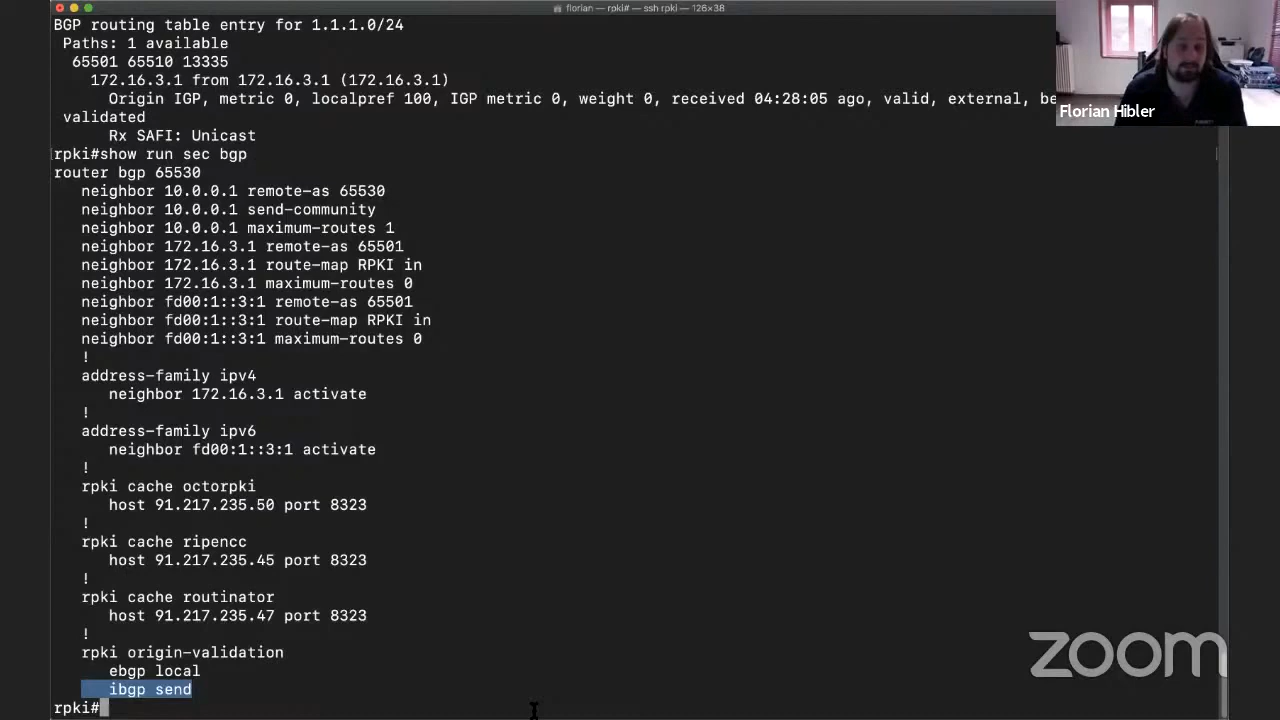 florian — rpki# — ssh rpki — 126×38
BGP routing table entry for 1.1.1.0/24
Paths: 1 available
65501 65510 13335
172.16.3.1 from 172.16.3.1 (172.16.3.1)
Origin IGP, metric 0, localpref 100, IGP metric 0, weight 0, received 04:28:05 ago, valid, external, be
validated
Rx SAFI: Unicast
rpki#show run sec bgp
router bgp 65530
neighbor 10.0.0.1 remote-as 65530
neighbor 10.0.0.1 send-community
neighbor 10.0.0.1 maximum-routes 1
neighbor 172.16.3.1 remote-as 65501
neighbor 172.16.3.1 route-map RPKI in
neighbor 172.16.3.1 maximum-routes 0
neighbor fd00:1::3:1 remote-as 65501
neighbor fd00:1::3:1 route-map RPKI in
neighbor fd00:1::3:1 maximum-routes 0
!
address-family ipv4
neighbor 172.16.3.1 activate
!
address-family ipv6
neighbor fd00:1::3:1 activate
!
rpki cache octorpki
host 91.217.235.50 port 8323
!
rpki cache ripencc
host 91.217.235.45 port 8323
!
rpki cache routinator
host 91.217.235.47 port 8323
!
rpki origin-validation
ebgp local
ibgp send
rpki#
Florian Hibler
zoom